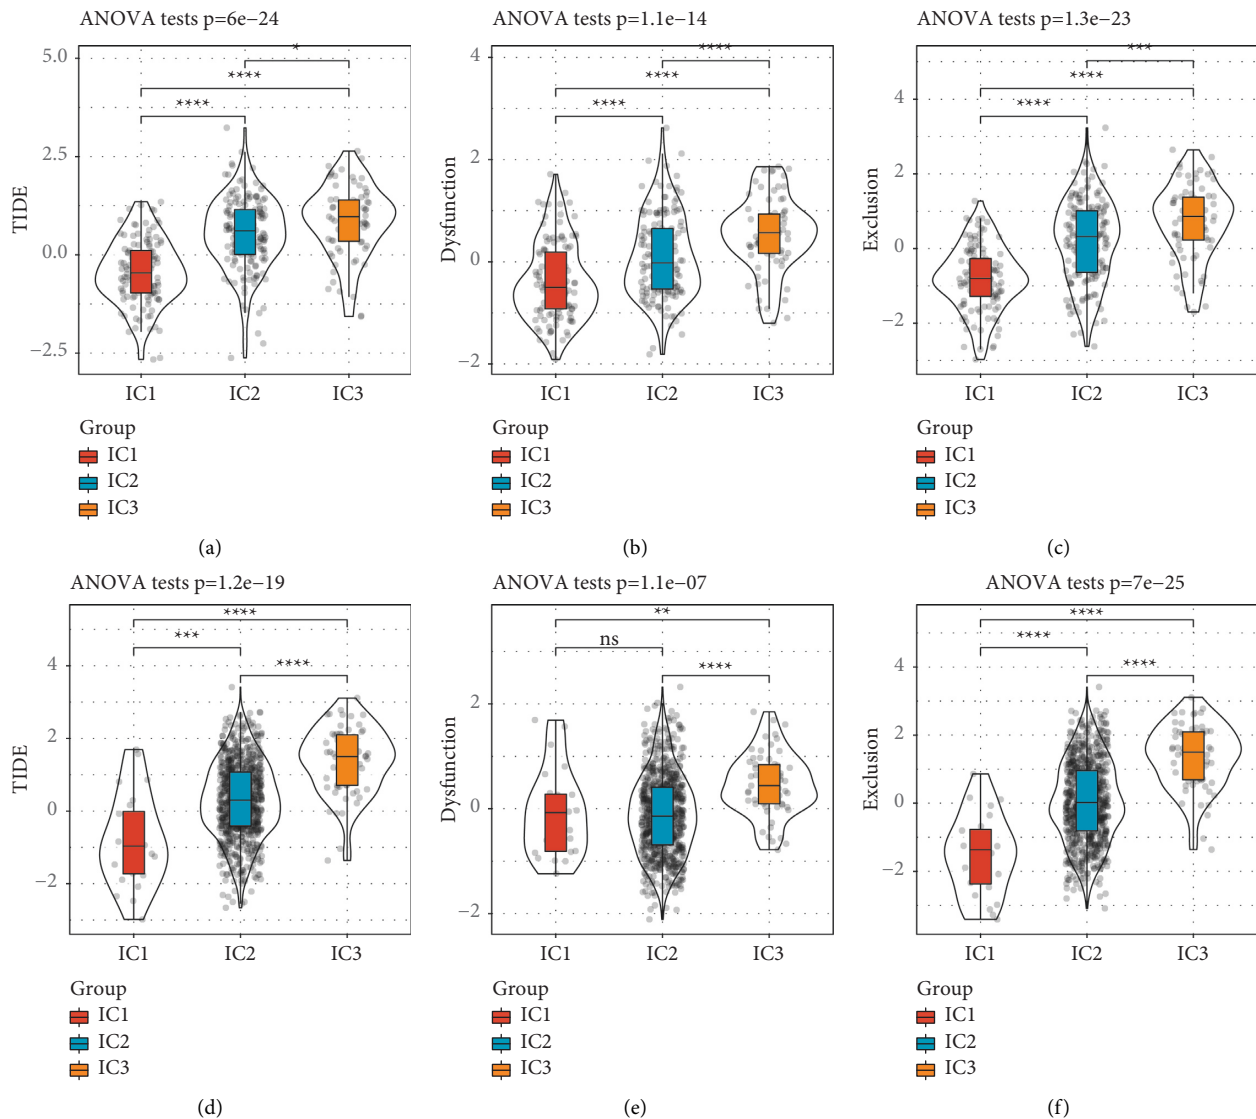 ANOVA tests p=6e−24
TIDE
5.0
2.5
0.0
−2.5
****
****
*
IC1 IC2 IC3
Group
IC1
IC2
IC3
(a)
ANOVA tests p=1.1e−14
Dysfunction
4
2
0
−2
****
****
****
IC1 IC2 IC3
Group
IC1
IC2
IC3
(b)
ANOVA tests p=1.3e−23
Exclusion
4
2
0
−2
***
****
****
IC1 IC2 IC3
Group
IC1
IC2
IC3
(c)
ANOVA tests p=1.2e−19
TIDE
4
2
0
−2
****
***
****
IC1 IC2 IC3
Group
IC1
IC2
IC3
(d)
ANOVA tests p=1.1e−07
Dysfunction
2
0
−2
**
ns
****
IC1 IC2 IC3
Group
IC1
IC2
IC3
(e)
ANOVA tests p=7e−25
Exclusion
4
2
0
−2
****
****
****
IC1 IC2 IC3
Group
IC1
IC2
IC3
(f)